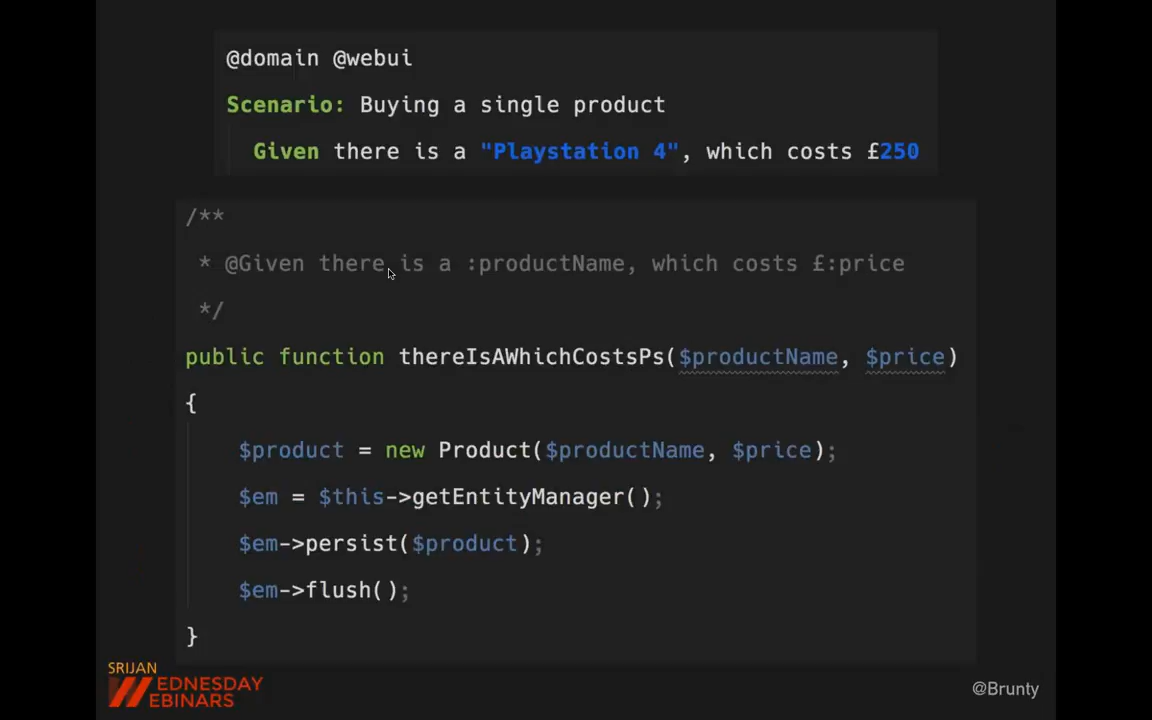 @domain @webui
Scenario: Buying a single product
Given there is a "Playstation 4", which costs £250
/**
* @Given there is a :productName, which costs £:price
*/
public function thereIsAWhichCostsPs($productName, $price)
{
$product = new Product($productName, $price);
$em = $this->getEntityManager();
$em->persist($product);
$em->flush();
}
SRIJAN
WEDNESDAY
WEBINARS
@Brunty